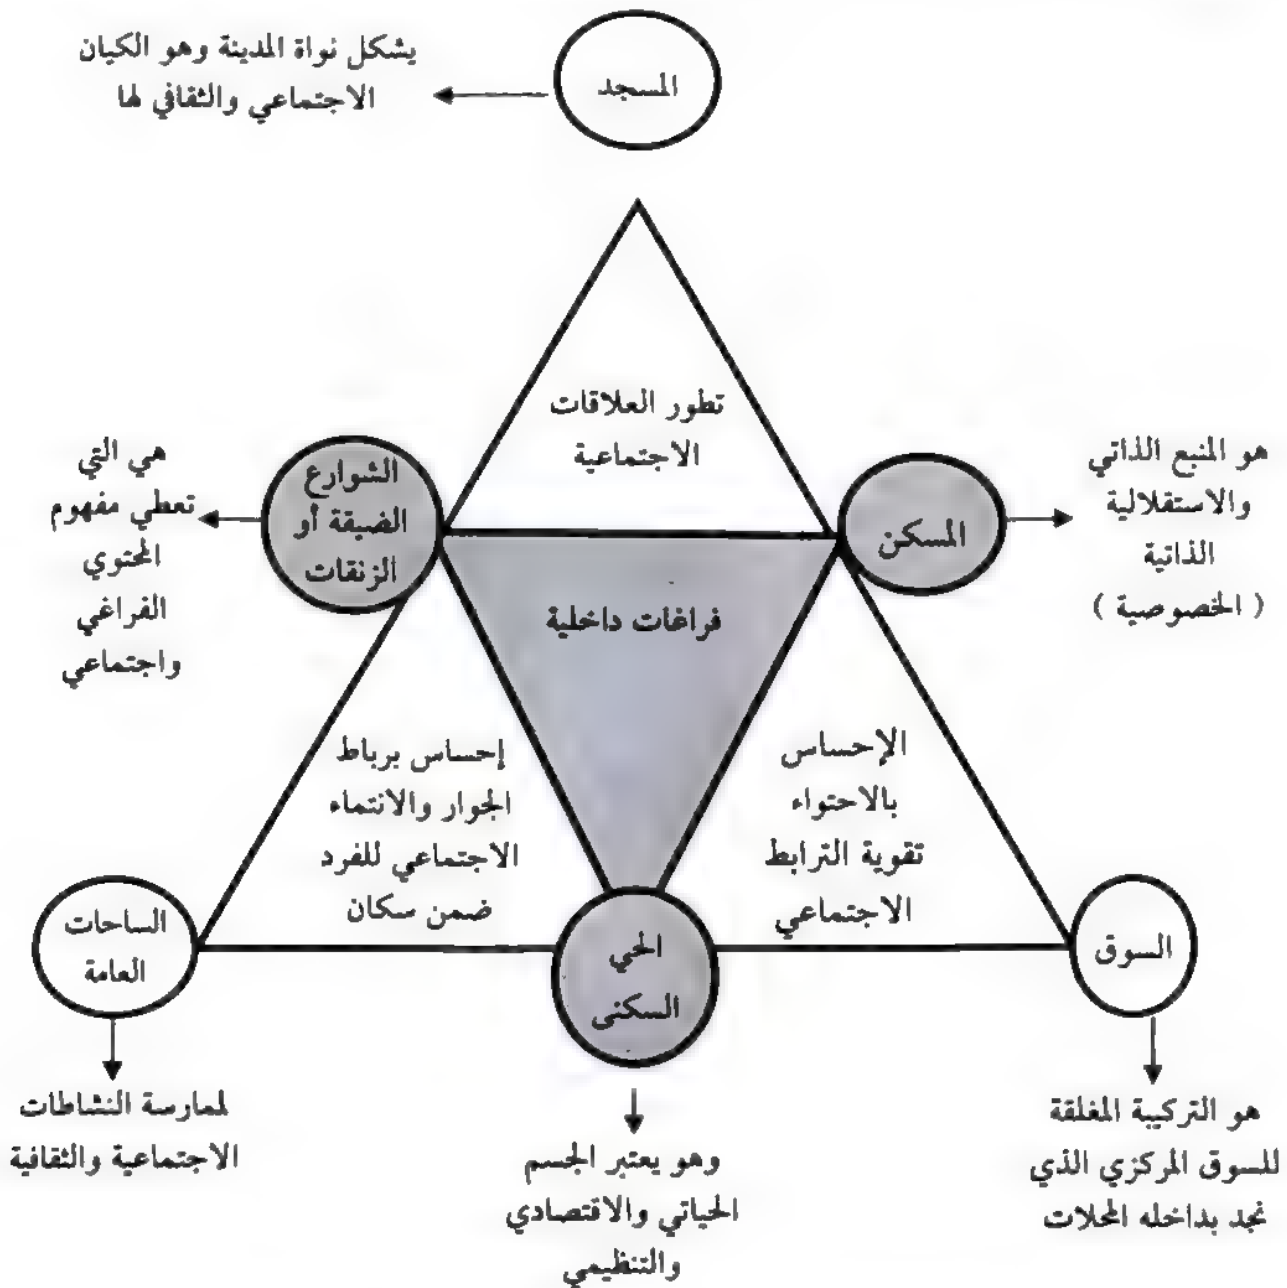 المسجد
يشكل نواة المدينة وهو الكيان
الاجتماعي والثقافي لها
تطور العلاقات
الاجتماعية
المسكن
هو المنبع الذاتي
والاستقلالية
الذاتية
( الخصوصية )
الشوارع
الضيقة أو
الزنقات
هي التي
تعطي مفهوم
المحتوي
الفراغي
واجتماعي
فراغات داخلية
الإحساس
بالاحتواء
تقوية الترابط
الاجتماعي
إحساس برباط
الجوار والانتماء
الاجتماعي للفرد
ضمن سكان
السوق
هو التركيبة المغلقة
للسوق المركزي الذي
نجد بداخله المحلات
الحي
السكنى
وهو يعتبر الجسم
الحياتي والاقتصادي
والتنظيمي
الساحات
العامة
لممارسة النشاطات
الاجتماعية والثقافية